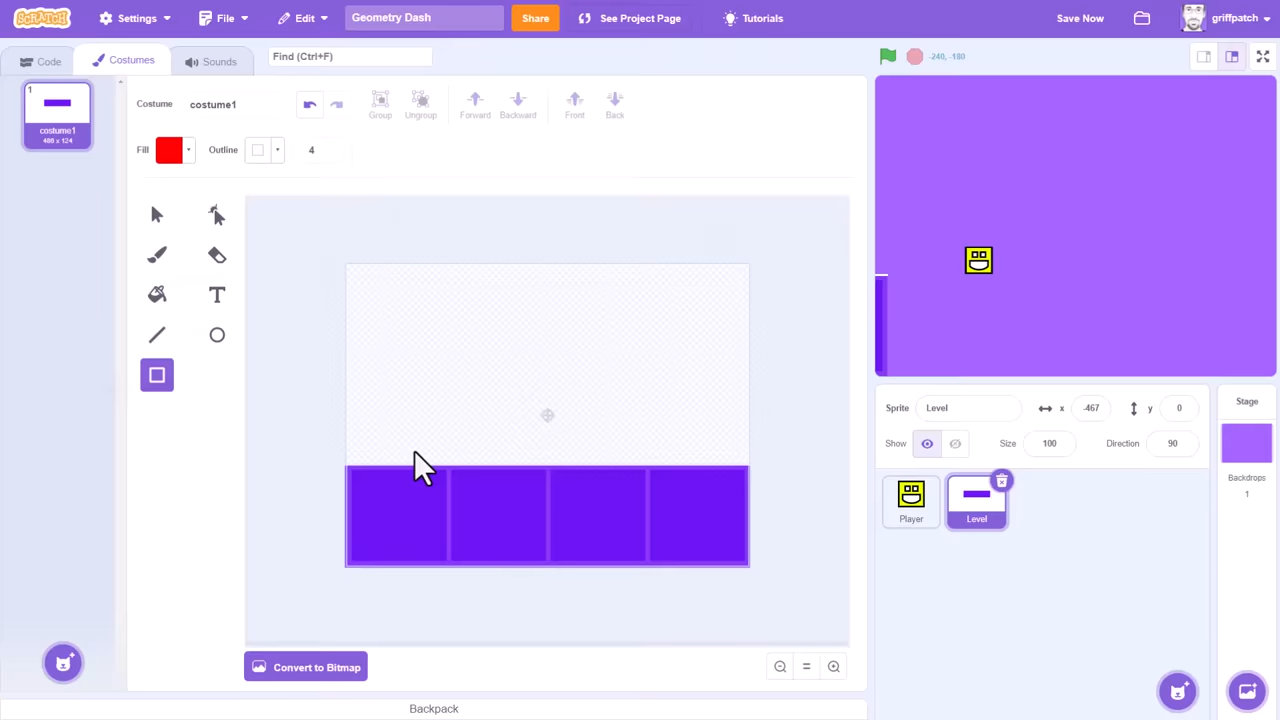 SCRATCH Settings File Edit Geometry Dash Share See Project Page Tutorials Save Now griffpatch
Code Costumes Sounds Find (Ctrl+F) -240, -180
1
costume1
486 x 124
Costume costume1 Group Ungroup Forward Backward Front Back
Fill Outline 4
T
Convert to Bitmap
Sprite Level x -467 y 0
Show Size 100 Direction 90
Player
Level
Stage
Backdrops
1
Backpack